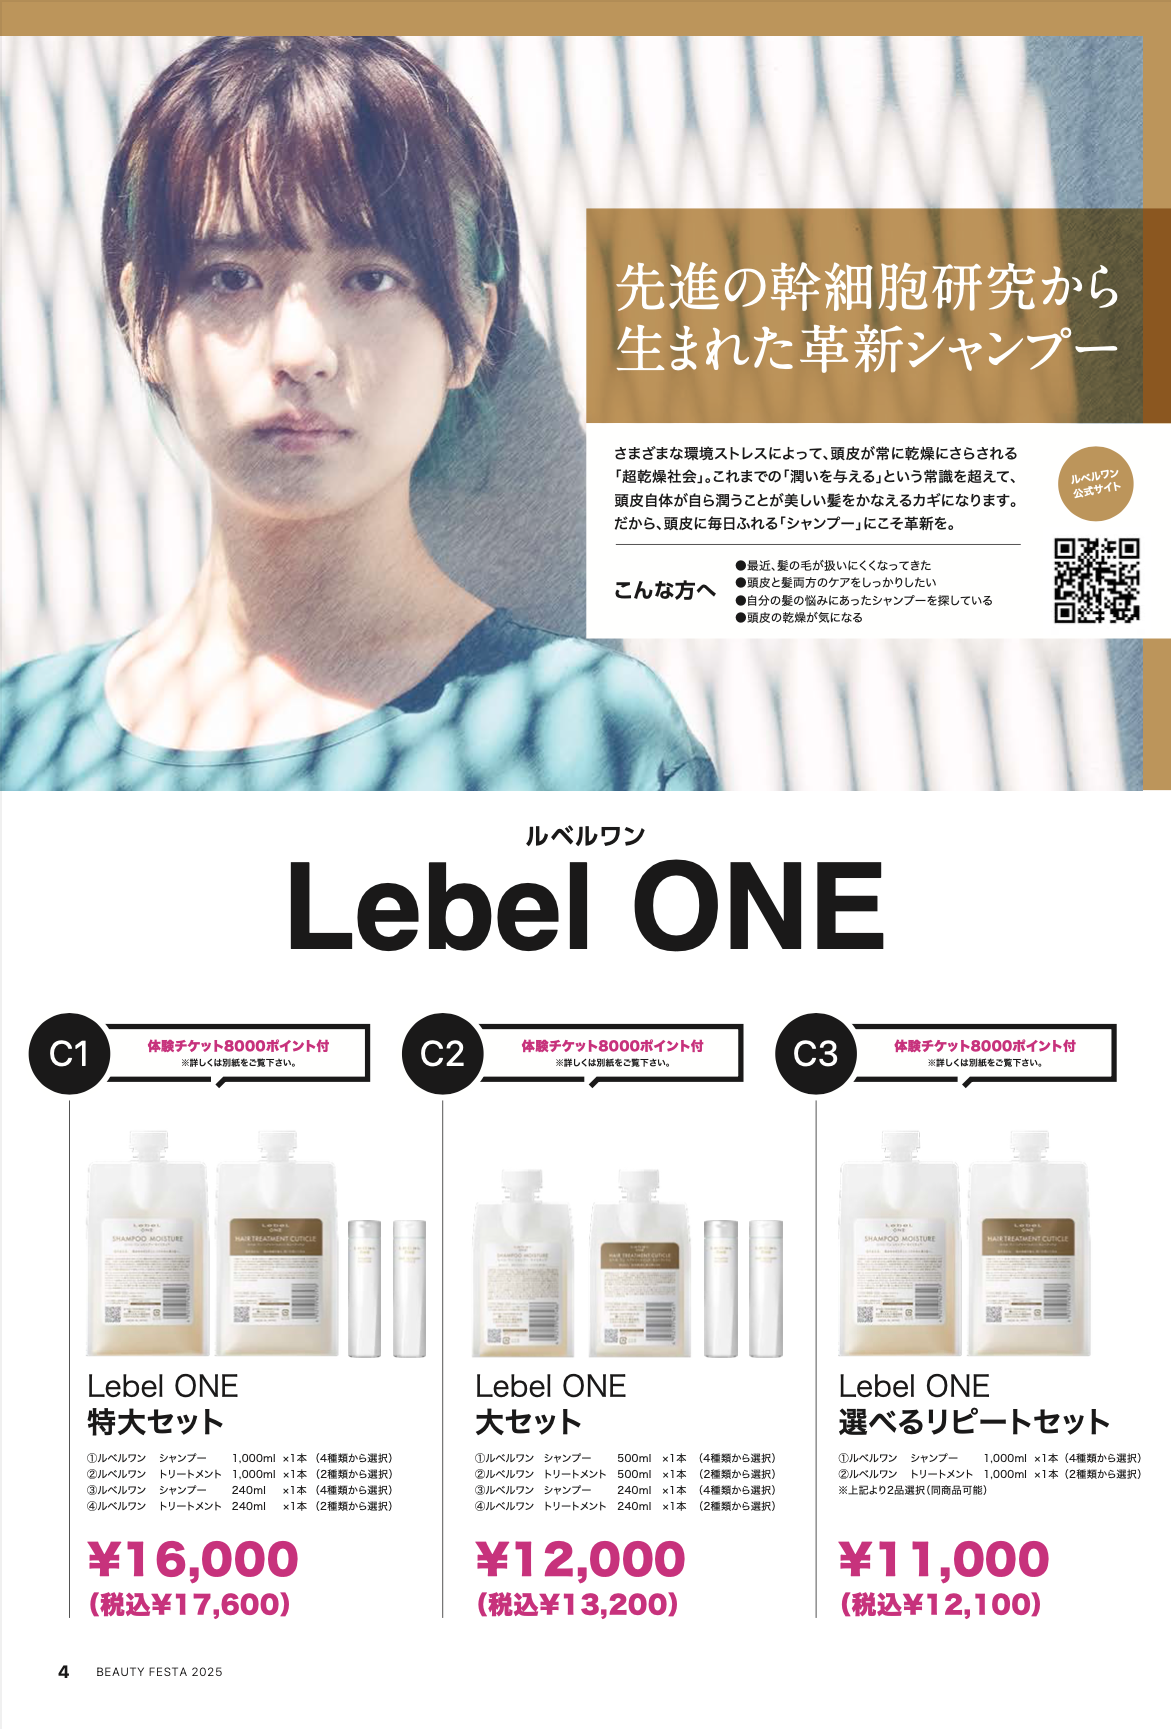 先進の幹細胞研究から
生まれた革新シャンプー
さまざまな環境ストレスによって、頭皮が常に乾燥にさらされる
「超乾燥社会」。これまでの「潤いを与える」という常識を超えて、
頭皮自体が自ら潤うことが美しい髪をかなえるカギになります。
だから、頭皮に毎日ふれる「シャンプー」にこそ革新を。
ルベルワン
公式サイト
こんな方へ
●最近、髪の毛が扱いにくくなってきた
●頭皮と髪両方のケアをしっかりしたい
●自分の髪の悩みにあったシャンプーを探している
●頭皮の乾燥が気になる
ルベルワン
Lebel ONE
C1
体験チケット8000ポイント付
※詳しくは別紙をご覧下さい。
LebeL
ONE
SHAMPOO MOISTURE
LebeL
ONE
HAIR TREATMENT CUTICLE
Lebel ONE
特大セット
①ルベルワン シャンプー 1,000ml ×1本 （4種類から選択）
②ルベルワン トリートメント 1,000ml ×1本 （2種類から選択）
③ルベルワン シャンプー 240ml ×1本 （4種類から選択）
④ルベルワン トリートメント 240ml ×1本 （2種類から選択）
¥16,000
（税込¥17,600）
C2
体験チケット8000ポイント付
※詳しくは別紙をご覧下さい。
SHAMPOO MOISTURE
HAIR TREATMENT CUTICLE
Lebel ONE
大セット
①ルベルワン シャンプー 500ml ×1本 （4種類から選択）
②ルベルワン トリートメント 500ml ×1本 （2種類から選択）
③ルベルワン シャンプー 240ml ×1本 （4種類から選択）
④ルベルワン トリートメント 240ml ×1本 （2種類から選択）
¥12,000
（税込¥13,200）
C3
体験チケット8000ポイント付
※詳しくは別紙をご覧下さい。
LebeL
ONE
SHAMPOO MOISTURE
LebeL
ONE
HAIR TREATMENT CUTICLE
Lebel ONE
選べるリピートセット
①ルベルワン シャンプー 1,000ml ×1本 （4種類から選択）
②ルベルワン トリートメント 1,000ml ×1本 （2種類から選択）
※上記より2品選択（同商品可能）
¥11,000
（税込¥12,100）
4 BEAUTY FESTA 2025